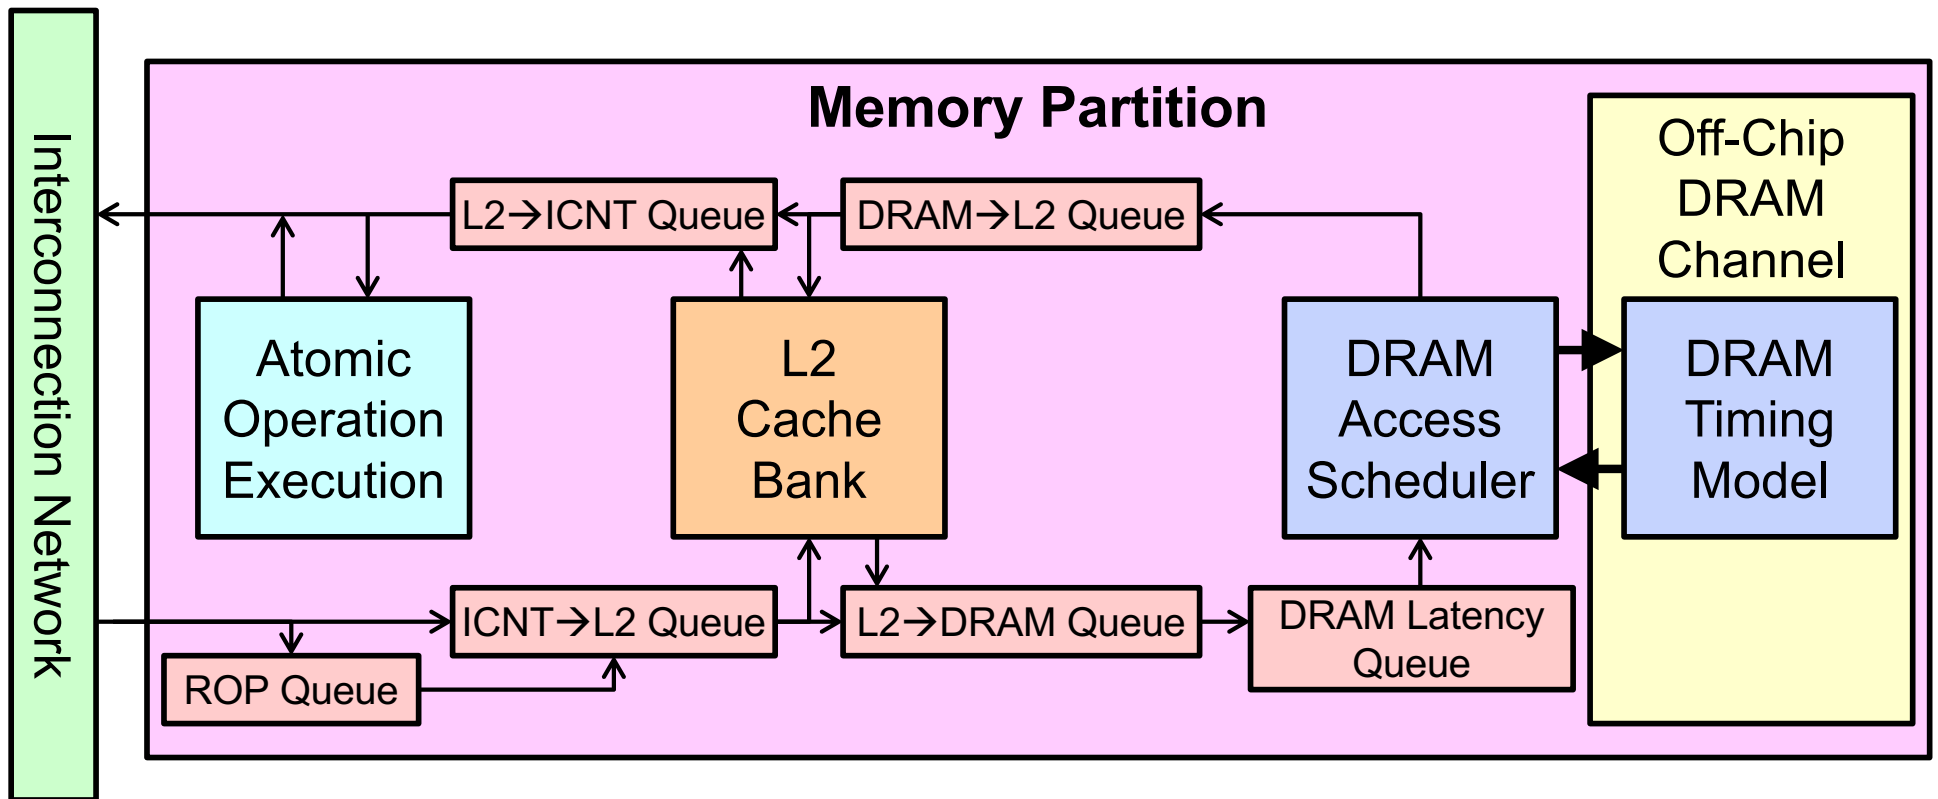 Interconnection Network
Memory Partition
Off-Chip
DRAM
Channel
L2→ICNT Queue
DRAM→L2 Queue
Atomic
Operation
Execution
L2
Cache
Bank
DRAM
Access
Scheduler
DRAM
Timing
Model
ICNT→L2 Queue
L2→DRAM Queue
DRAM Latency
Queue
ROP Queue